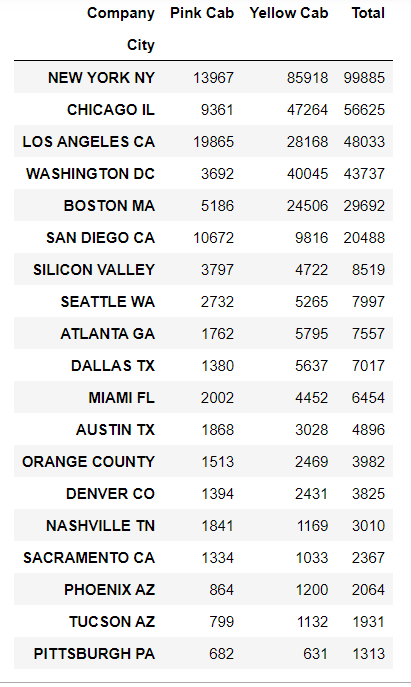 Company Pink Cab Yellow Cab Total
City
NEW YORK NY 13967 85918 99885
CHICAGO IL 9361 47264 56625
LOS ANGELES CA 19865 28168 48033
WASHINGTON DC 3692 40045 43737
BOSTON MA 5186 24506 29692
SAN DIEGO CA 10672 9816 20488
SILICON VALLEY 3797 4722 8519
SEATTLE WA 2732 5265 7997
ATLANTA GA 1762 5795 7557
DALLAS TX 1380 5637 7017
MIAMI FL 2002 4452 6454
AUSTIN TX 1868 3028 4896
ORANGE COUNTY 1513 2469 3982
DENVER CO 1394 2431 3825
NASHVILLE TN 1841 1169 3010
SACRAMENTO CA 1334 1033 2367
PHOENIX AZ 864 1200 2064
TUCSON AZ 799 1132 1931
PITTSBURGH PA 682 631 1313